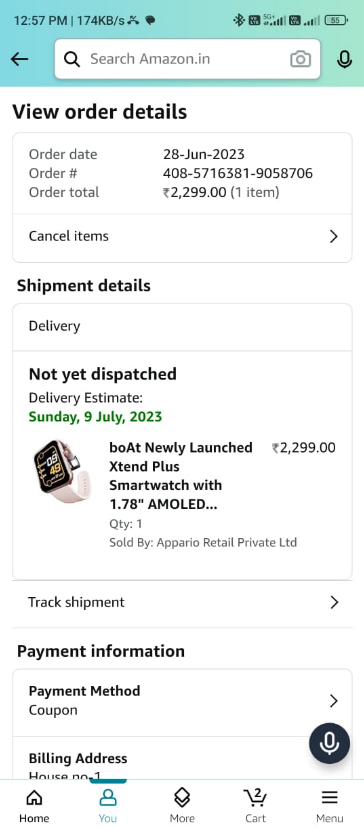 12:57 PM | 174KB/s
5G+
55
Search Amazon.in
View order details
Order date 28-Jun-2023
Order # 408-5716381-9058706
Order total ₹2,299.00 (1 item)
Cancel items
Shipment details
Delivery
Not yet dispatched
Delivery Estimate:
Sunday, 9 July, 2023
boAt Newly Launched ₹2,299.00
Xtend Plus
Smartwatch with
1.78" AMOLED...
Qty: 1
Sold By: Appario Retail Private Ltd
Track shipment
Payment information
Payment Method
Coupon
Billing Address
House no-1
2
Home You More Cart Menu